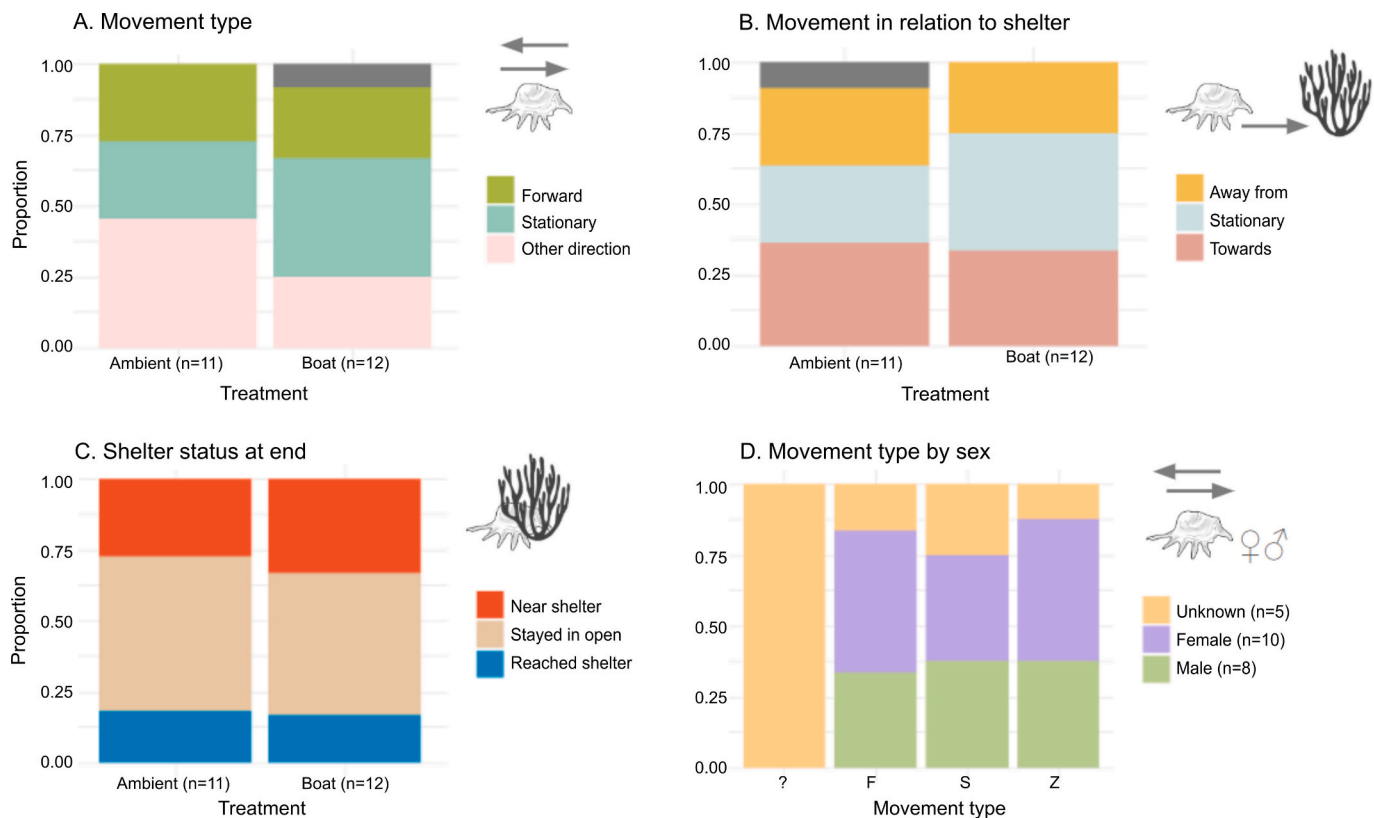 A. Movement type
Proportion
1.00
0.75
0.50
0.25
0.00
Ambient (n=11)
Boat (n=12)
Treatment
Forward
Stationary
Other direction
B. Movement in relation to shelter
1.00
0.75
0.50
0.25
0.00
Ambient (n=11)
Boat (n=12)
Treatment
Away from
Stationary
Towards
C. Shelter status at end
Proportion
1.00
0.75
0.50
0.25
0.00
Ambient (n=11)
Boat (n=12)
Treatment
Near shelter
Stayed in open
Reached shelter
D. Movement type by sex
1.00
0.75
0.50
0.25
0.00
?
F
S
Z
Movement type
♀♂
Unknown (n=5)
Female (n=10)
Male (n=8)